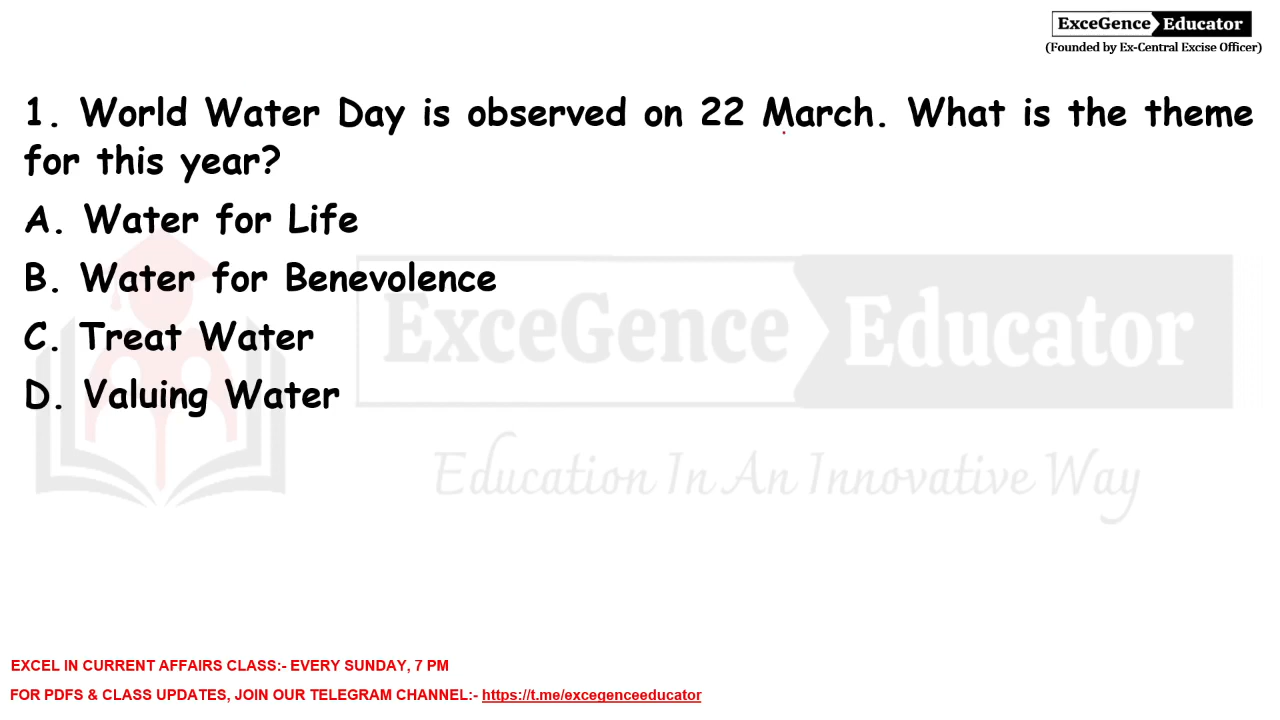 ExceGence Educator
(Founded by Ex-Central Excise Officer)
1. World Water Day is observed on 22 March. What is the theme
for this year?
A. Water for Life
B. Water for Benevolence
C. Treat Water
D. Valuing Water
ExceGence Educator
Education In An Innovative Way
EXCEL IN CURRENT AFFAIRS CLASS:- EVERY SUNDAY, 7 PM
FOR PDFS & CLASS UPDATES, JOIN OUR TELEGRAM CHANNEL:- https://t.me/excegenceeducator